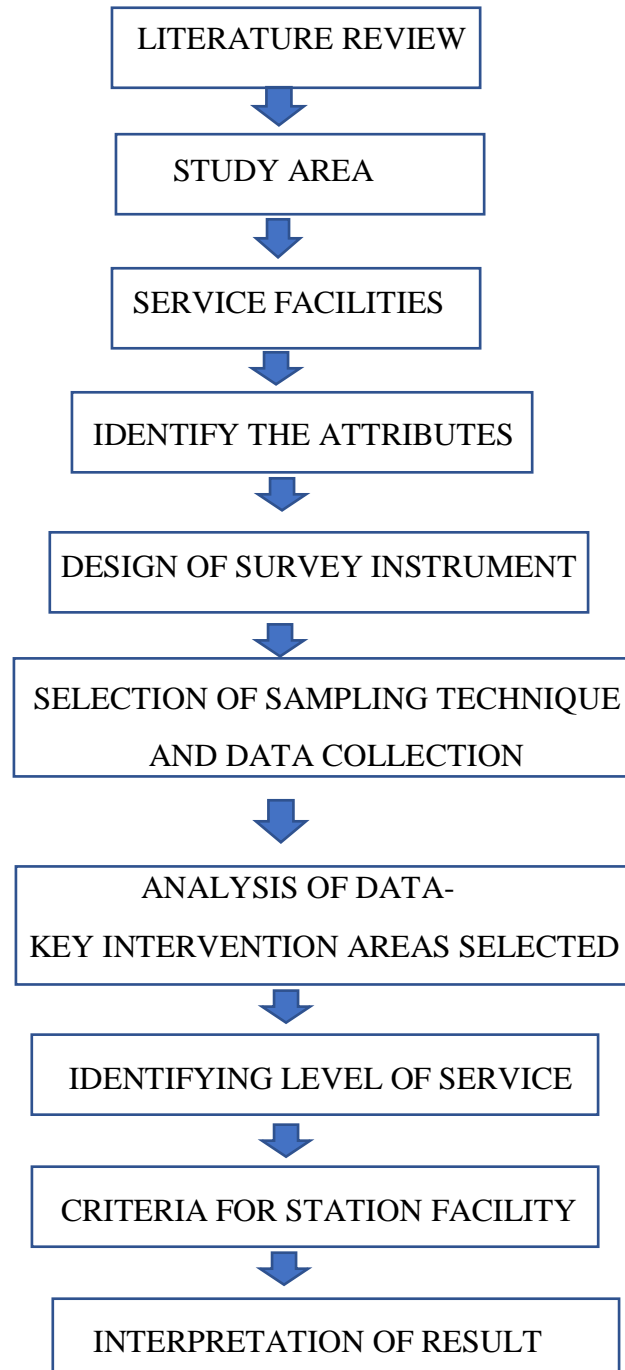 LITERATURE REVIEW
STUDY AREA
SERVICE FACILITIES
IDENTIFY THE ATTRIBUTES
DESIGN OF SURVEY INSTRUMENT
SELECTION OF SAMPLING TECHNIQUE
AND DATA COLLECTION
ANALYSIS OF DATA-
KEY INTERVENTION AREAS SELECTED
IDENTIFYING LEVEL OF SERVICE
CRITERIA FOR STATION FACILITY
INTERPRETATION OF RESULT